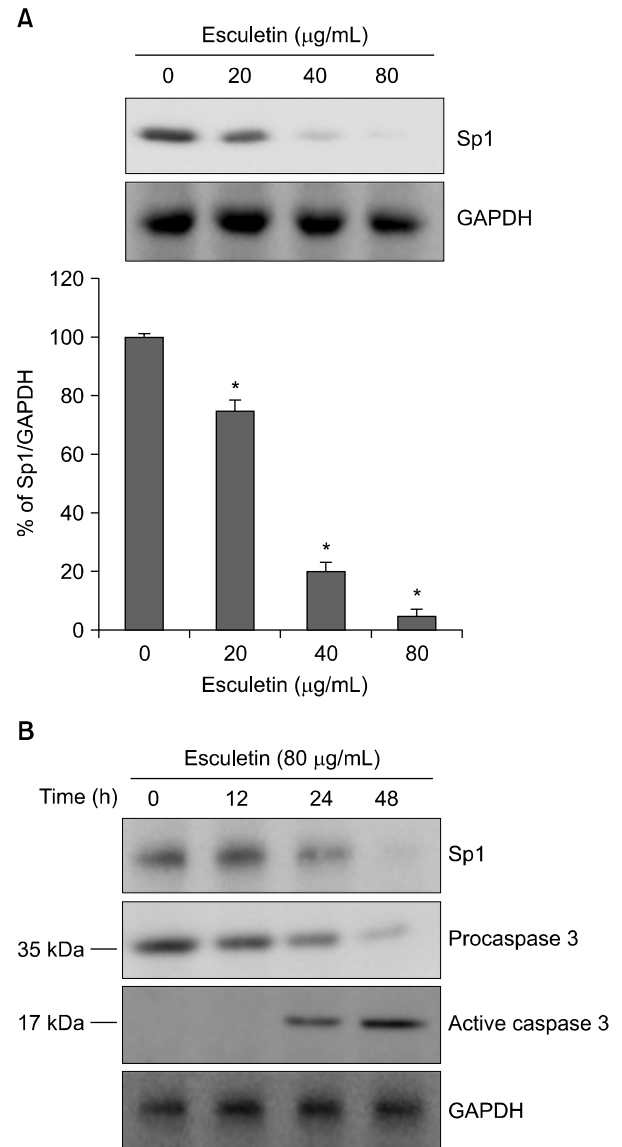 A
Esculetin (μg/mL)
0 20 40 80
Sp1
GAPDH
120
100
80
60
40
20
0
% of Sp1/GAPDH
*
*
*
0 20 40 80
Esculetin (μg/mL)
B
Esculetin (80 μg/mL)
Time (h) 0 12 24 48
Sp1
35 kDa Procaspase 3
17 kDa Active caspase 3
GAPDH